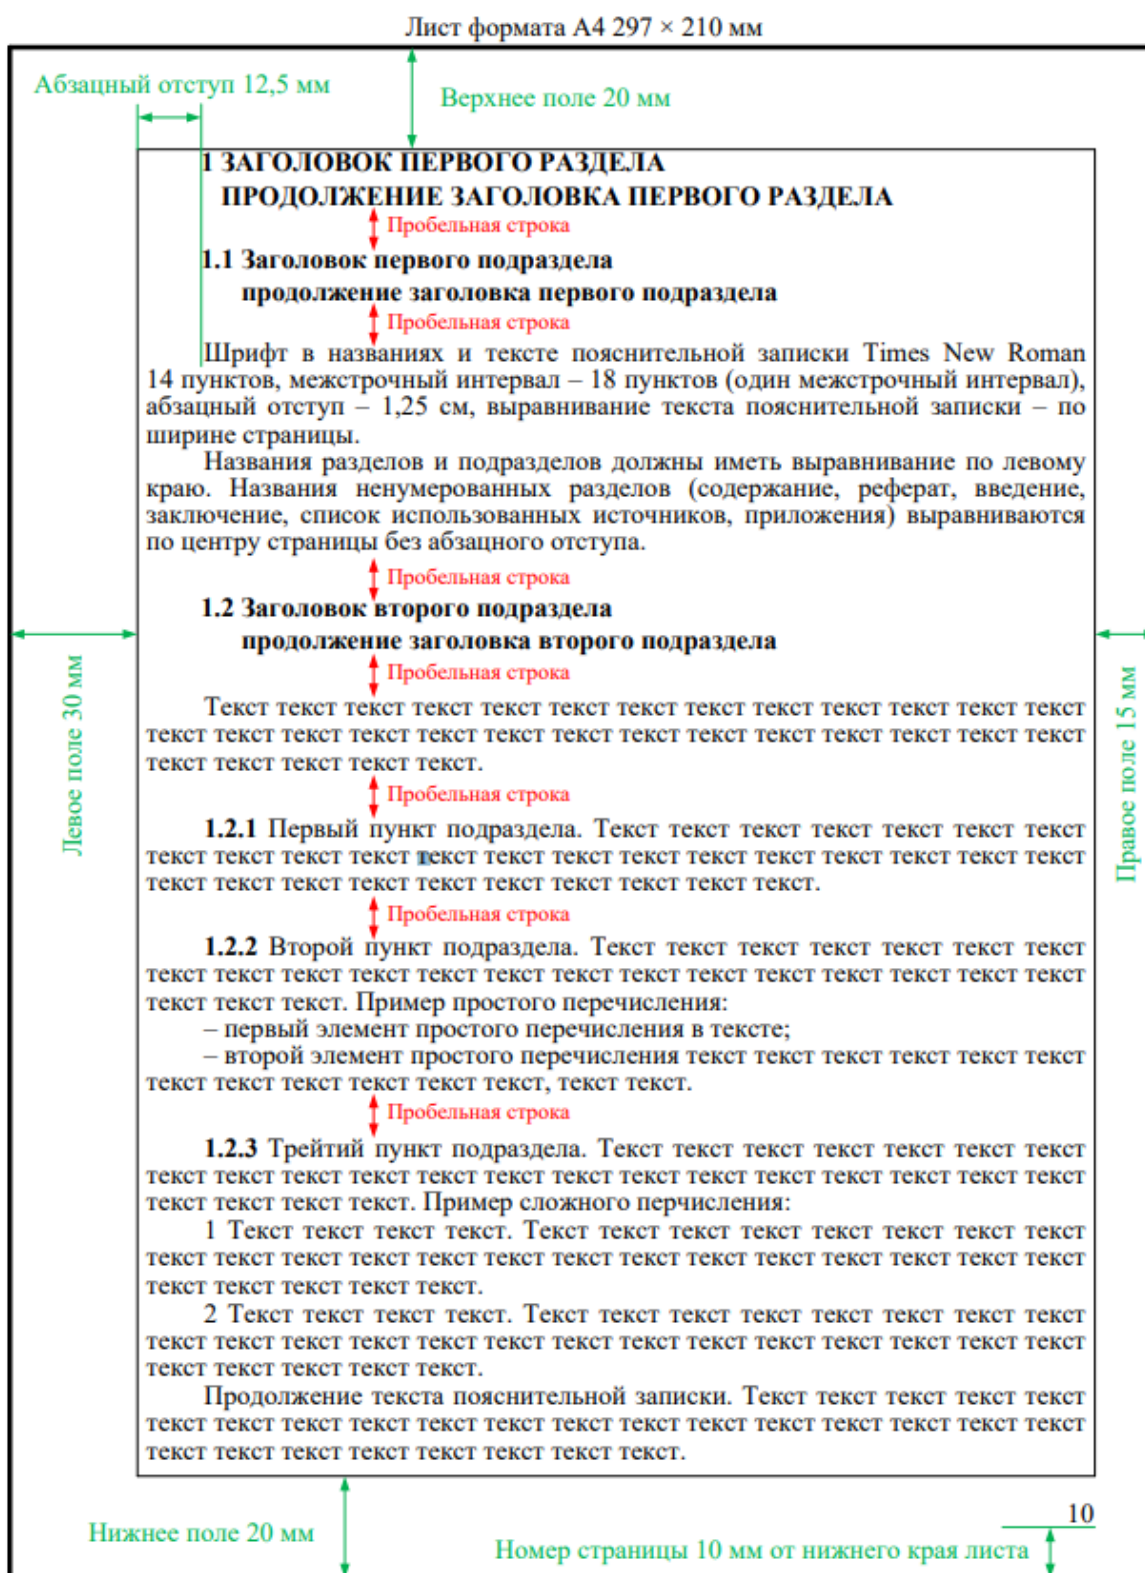 Лист формата А4 297 × 210 мм
Абзацный отступ 12,5 мм
Верхнее поле 20 мм
1 ЗАГОЛОВОК ПЕРВОГО РАЗДЕЛА
ПРОДОЛЖЕНИЕ ЗАГОЛОВКА ПЕРВОГО РАЗДЕЛА
Пробельная строка
1.1 Заголовок первого подраздела
продолжение заголовка первого подраздела
Пробельная строка
Шрифт в названиях и тексте пояснительной записки Times New Roman
14 пунктов, межстрочный интервал – 18 пунктов (один межстрочный интервал),
абзацный отступ – 1,25 см, выравнивание текста пояснительной записки – по
ширине страницы.
Названия разделов и подразделов должны иметь выравнивание по левому
краю. Названия ненумерованных разделов (содержание, реферат, введение,
заключение, список использованных источников, приложения) выравниваются
по центру страницы без абзацного отступа.
Пробельная строка
1.2 Заголовок второго подраздела
продолжение заголовка второго подраздела
Пробельная строка
Левое поле 30 мм
Правое поле 15 мм
Текст текст текст текст текст текст текст текст текст текст текст текст текст
текст текст текст текст текст текст текст текст текст текст текст текст текст текст
текст текст текст текст текст.
Пробельная строка
1.2.1 Первый пункт подраздела. Текст текст текст текст текст текст текст
текст текст текст текст текст текст текст текст текст текст текст текст текст текст
текст текст текст текст текст текст текст текст текст текст.
Пробельная строка
1.2.2 Второй пункт подраздела. Текст текст текст текст текст текст текст
текст текст текст текст текст текст текст текст текст текст текст текст текст текст
текст текст текст. Пример простого перечисления:
– первый элемент простого перечисления в тексте;
– второй элемент простого перечисления текст текст текст текст текст текст
текст текст текст текст текст текст, текст текст.
Пробельная строка
1.2.3 Трейтий пункт подраздела. Текст текст текст текст текст текст текст
текст текст текст текст текст текст текст текст текст текст текст текст текст текст
текст текст текст текст. Пример сложного перчисления:
1 Текст текст текст текст. Текст текст текст текст текст текст текст текст
текст текст текст текст текст текст текст текст текст текст текст текст текст текст
текст текст текст текст текст.
2 Текст текст текст текст. Текст текст текст текст текст текст текст текст
текст текст текст текст текст текст текст текст текст текст текст текст текст текст
текст текст текст текст текст.
Продолжение текста пояснительной записки. Текст текст текст текст текст
текст текст текст текст текст текст текст текст текст текст текст текст текст текст
текст текст текст текст текст текст текст текст.
10
Нижнее поле 20 мм
Номер страницы 10 мм от нижнего края листа